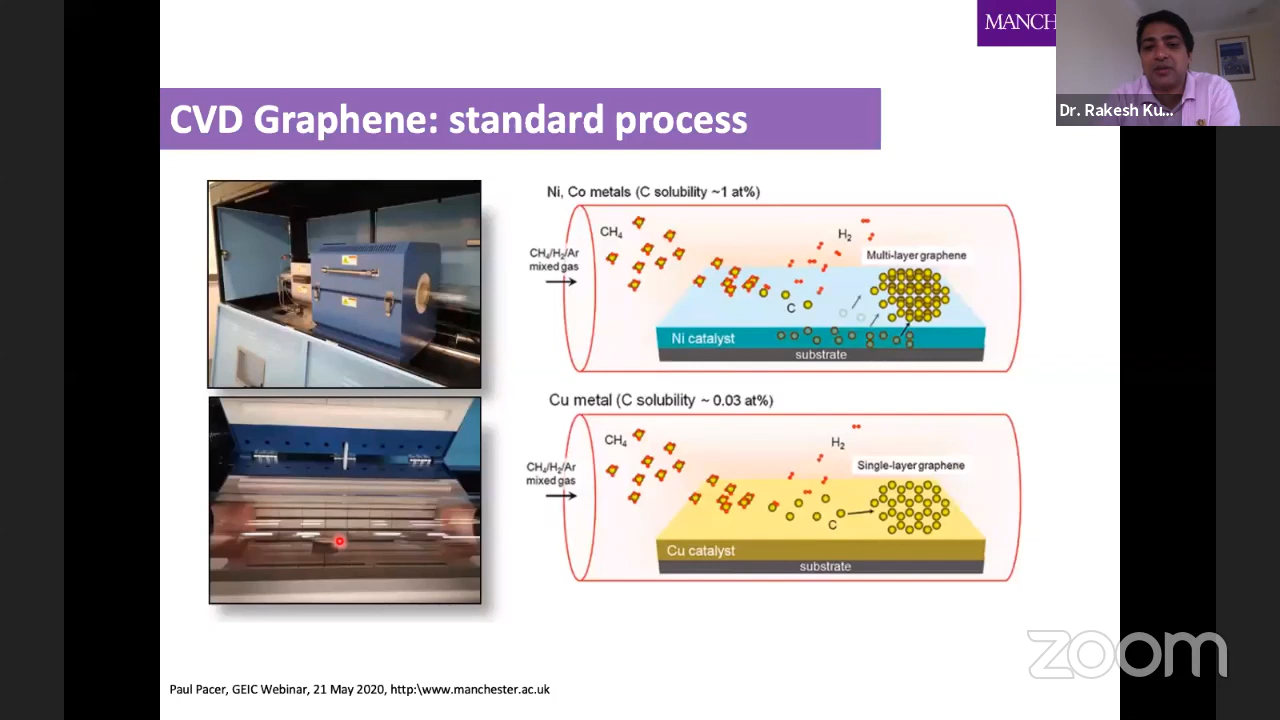 MANCH
Dr. Rakesh Ku...
CVD Graphene: standard process
Ni, Co metals (C solubility ~1 at%)
CH₄
H₂
CH₄/H₂/Ar
mixed gas
Multi-layer graphene
C
Ni catalyst
substrate
Cu metal (C solubility ~ 0.03 at%)
CH₄
H₂
CH₄/H₂/Ar
mixed gas
Single-layer graphene
C
Cu catalyst
substrate
zoom
Paul Pacer, GEIC Webinar, 21 May 2020, http:\www.manchester.ac.uk